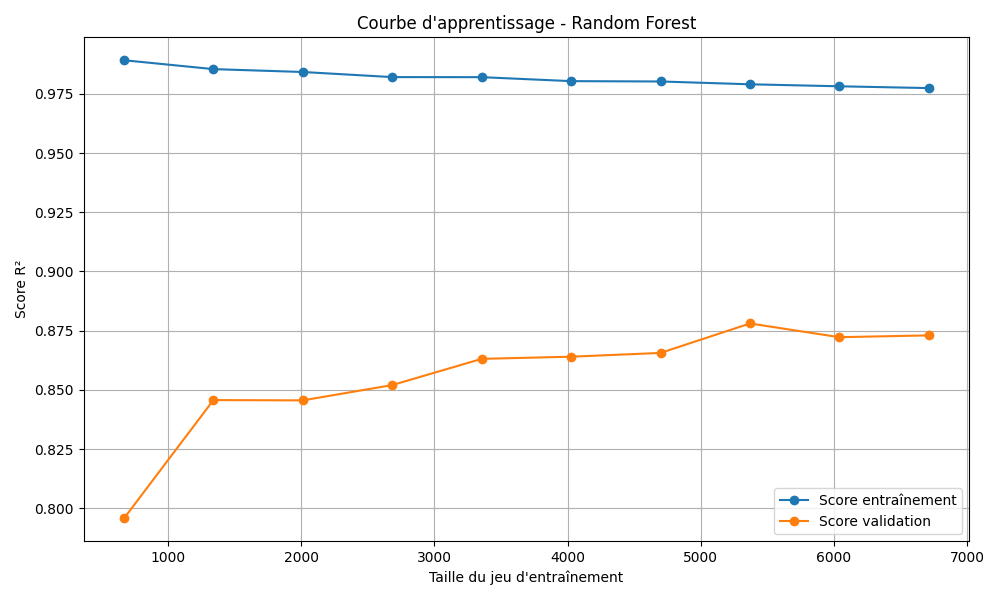 Courbe d'apprentissage - Random Forest
0.975
0.950
0.925
0.900
0.875
0.850
0.825
0.800
Score R²
Score entraînement
Score validation
1000 2000 3000 4000 5000 6000 7000
Taille du jeu d'entraînement